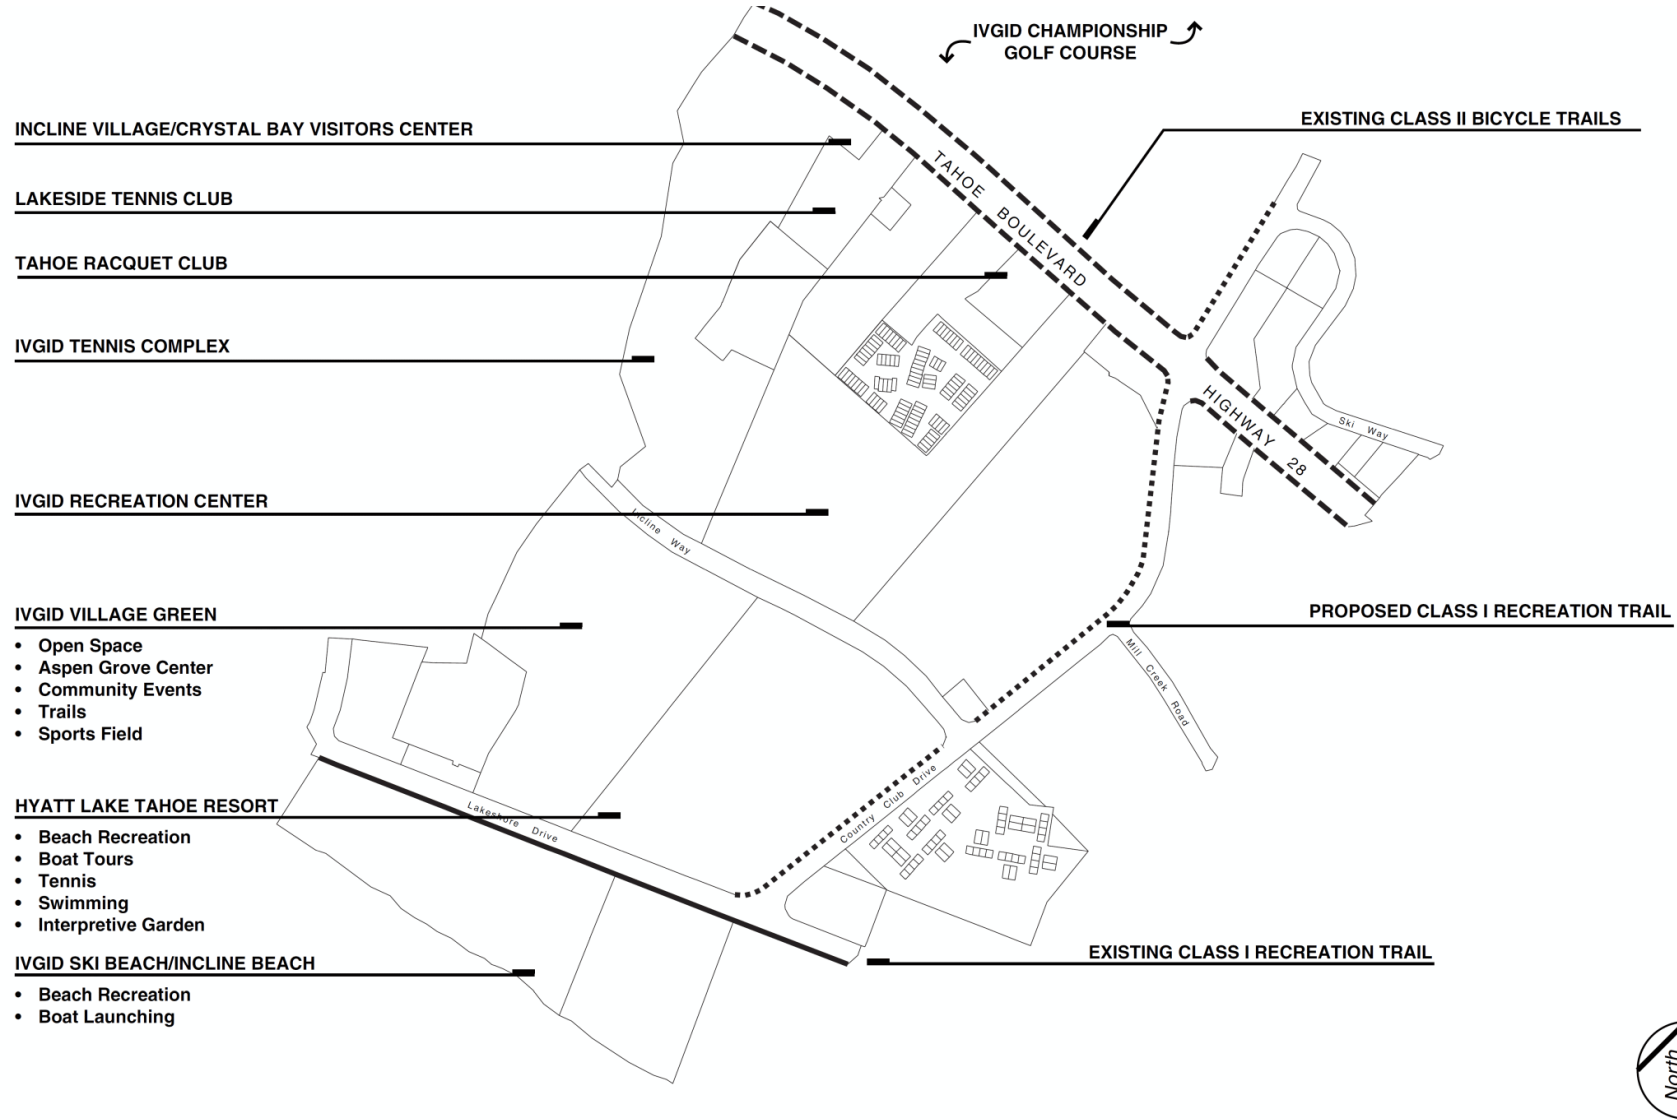 IVGID CHAMPIONSHIP
GOLF COURSE
INCLINE VILLAGE/CRYSTAL BAY VISITORS CENTER
EXISTING CLASS II BICYCLE TRAILS
LAKESIDE TENNIS CLUB
TAHOE RACQUET CLUB
TAHOE BOULEVARD
IVGID TENNIS COMPLEX
HIGHWAY 28
Ski Way
IVGID RECREATION CENTER
Incline Way
IVGID VILLAGE GREEN
• Open Space
• Aspen Grove Center
• Community Events
• Trails
• Sports Field
PROPOSED CLASS I RECREATION TRAIL
Mill Creek Road
HYATT LAKE TAHOE RESORT
• Beach Recreation
• Boat Tours
• Tennis
• Swimming
• Interpretive Garden
Lakeshore Drive
Country Club Drive
IVGID SKI BEACH/INCLINE BEACH
• Beach Recreation
• Boat Launching
EXISTING CLASS I RECREATION TRAIL
North